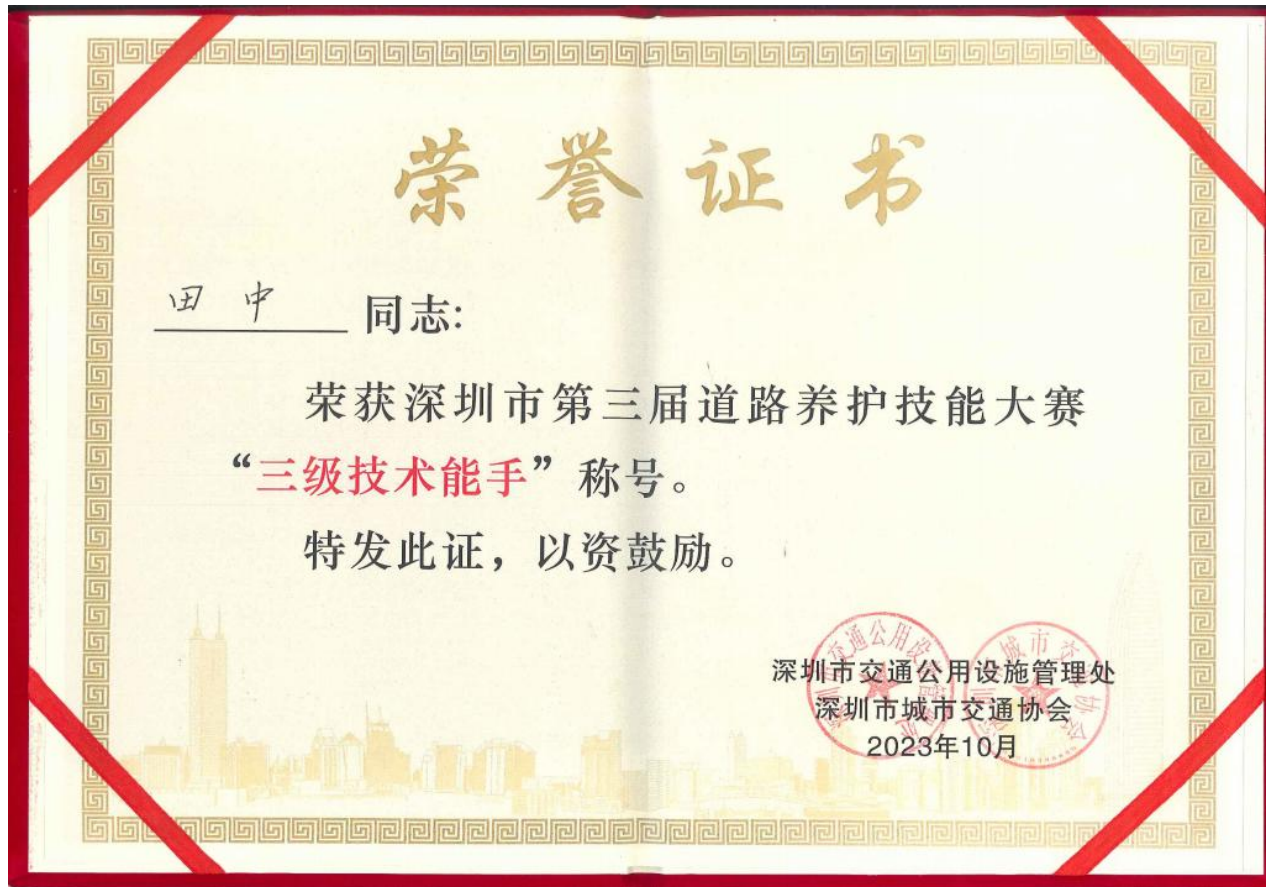 荣誉证书
田中 同志:
荣获深圳市第三届道路养护技能大赛
“三级技术能手”称号。
特发此证，以资鼓励。
深圳市交通公用设施管理处
深圳市城市交通协会
2023年10月